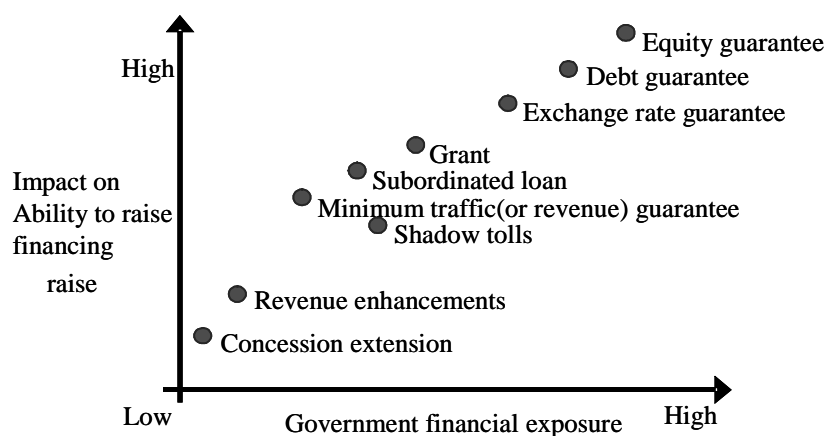 Equity guarantee
High
Debt guarantee
Exchange rate guarantee
Grant
Subordinated loan
Impact on
Ability to raise
financing
raise
Minimum traffic(or revenue) guarantee
Shadow tolls
Revenue enhancements
Concession extension
Low
Government financial exposure
High